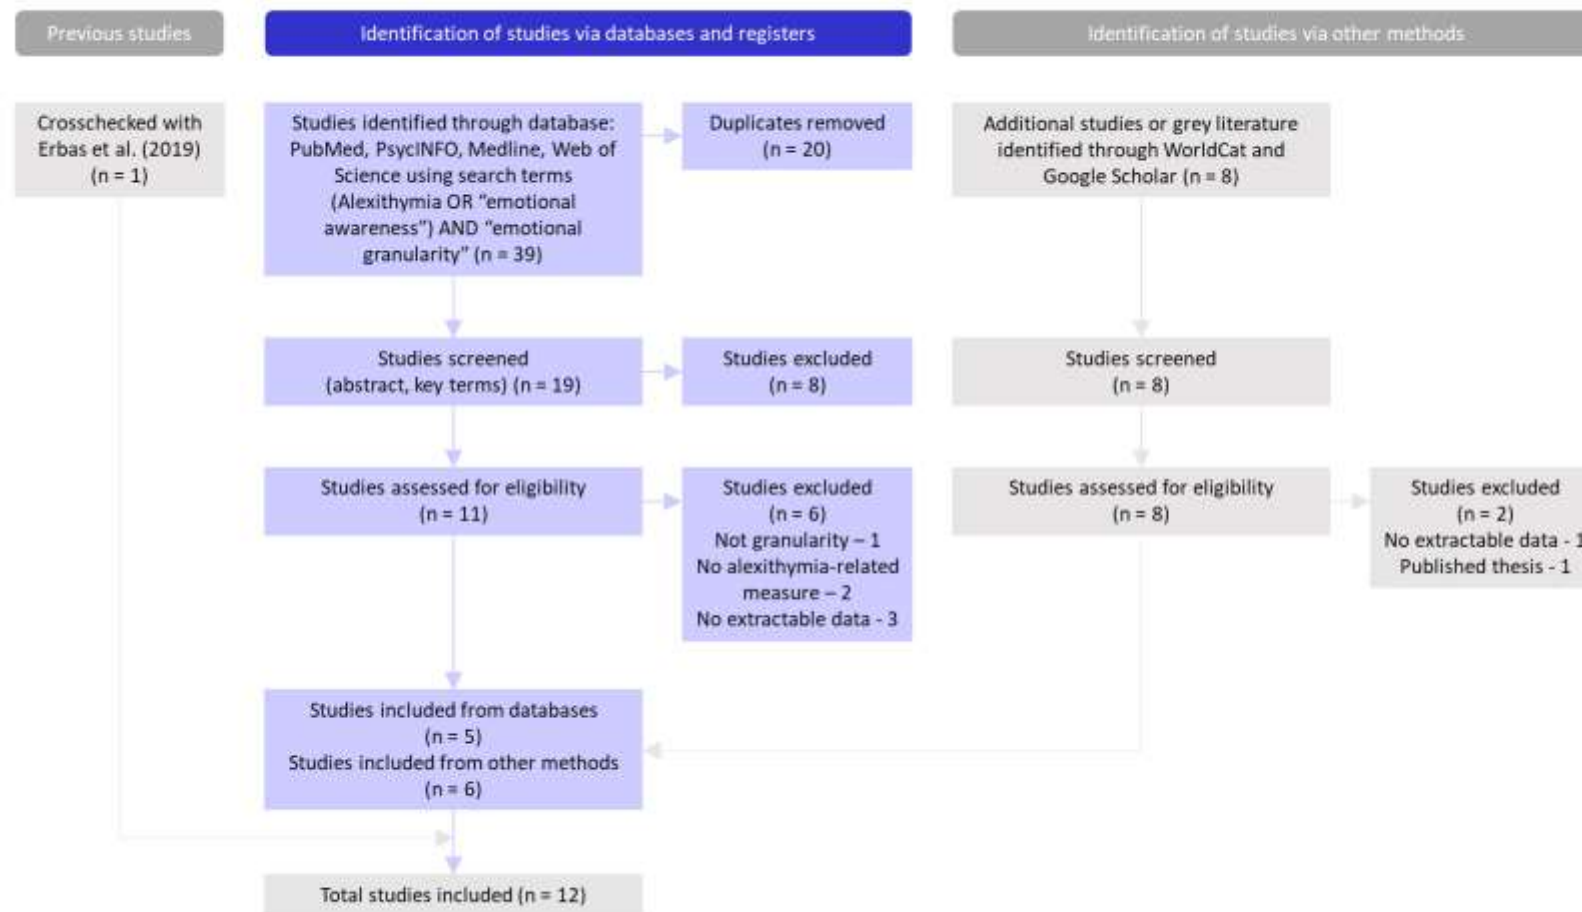 Previous studies
Identification of studies via databases and registers
Identification of studies via other methods
Crosschecked with
Erbas et al. (2019)
(n = 1)
Studies identified through database:
PubMed, PsycINFO, Medline, Web of
Science using search terms
(Alexithymia OR “emotional
awareness”) AND “emotional
granularity” (n = 39)
Duplicates removed
(n = 20)
Additional studies or grey literature
identified through WorldCat and
Google Scholar (n = 8)
Studies screened
(abstract, key terms) (n = 19)
Studies excluded
(n = 8)
Studies screened
(n = 8)
Studies assessed for eligibility
(n = 11)
Studies excluded
(n = 6)
Not granularity – 1
No alexithymia-related
measure – 2
No extractable data - 3
Studies assessed for eligibility
(n = 8)
Studies excluded
(n = 2)
No extractable data - 1
Published thesis - 1
Studies included from databases
(n = 5)
Studies included from other methods
(n = 6)
Total studies included (n = 12)